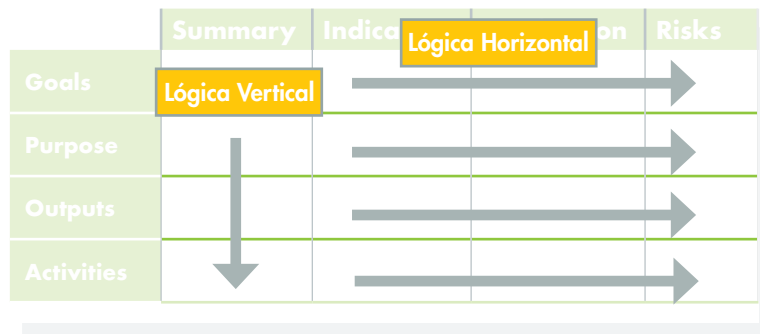 Summary Indica on Risks
Lógica Horizontal
Goals
Lógica Vertical
Purpose
Outputs
Activities